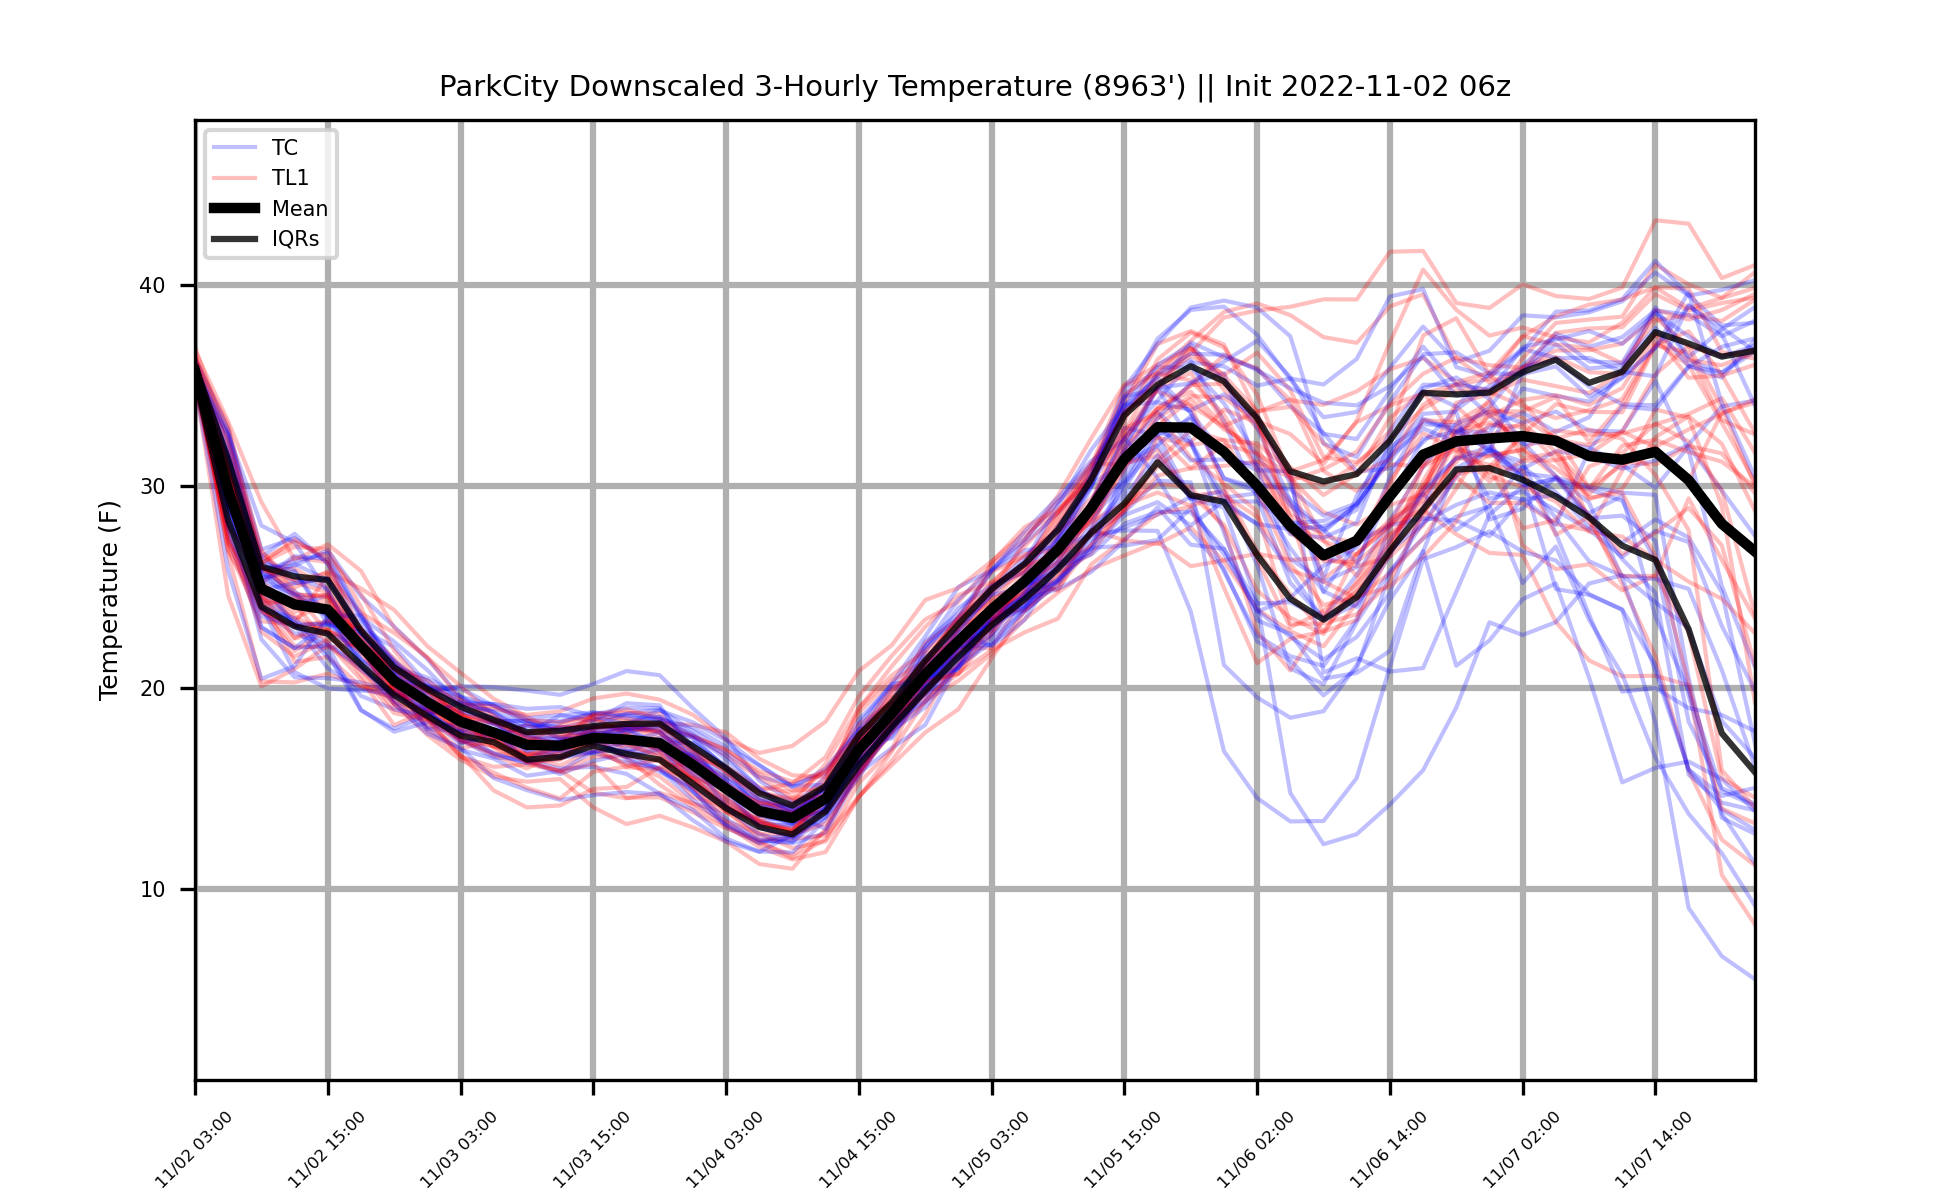 ParkCity Downscaled 3-Hourly Temperature (8963') || Init 2022-11-02 06z
TC
TL1
Mean
IQRs
40
30
20
10
Temperature (F)
11/02 03:00
11/02 15:00
11/03 03:00
11/03 15:00
11/04 03:00
11/04 15:00
11/05 03:00
11/05 15:00
11/06 02:00
11/06 14:00
11/07 02:00
11/07 14:00